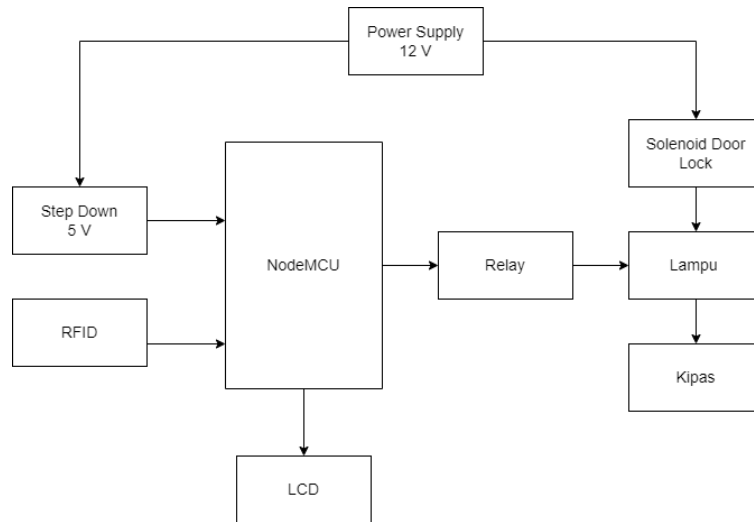 Power Supply
12 V
Solenoid Door
Lock
Step Down
5 V
NodeMCU
Relay
Lampu
RFID
Kipas
LCD